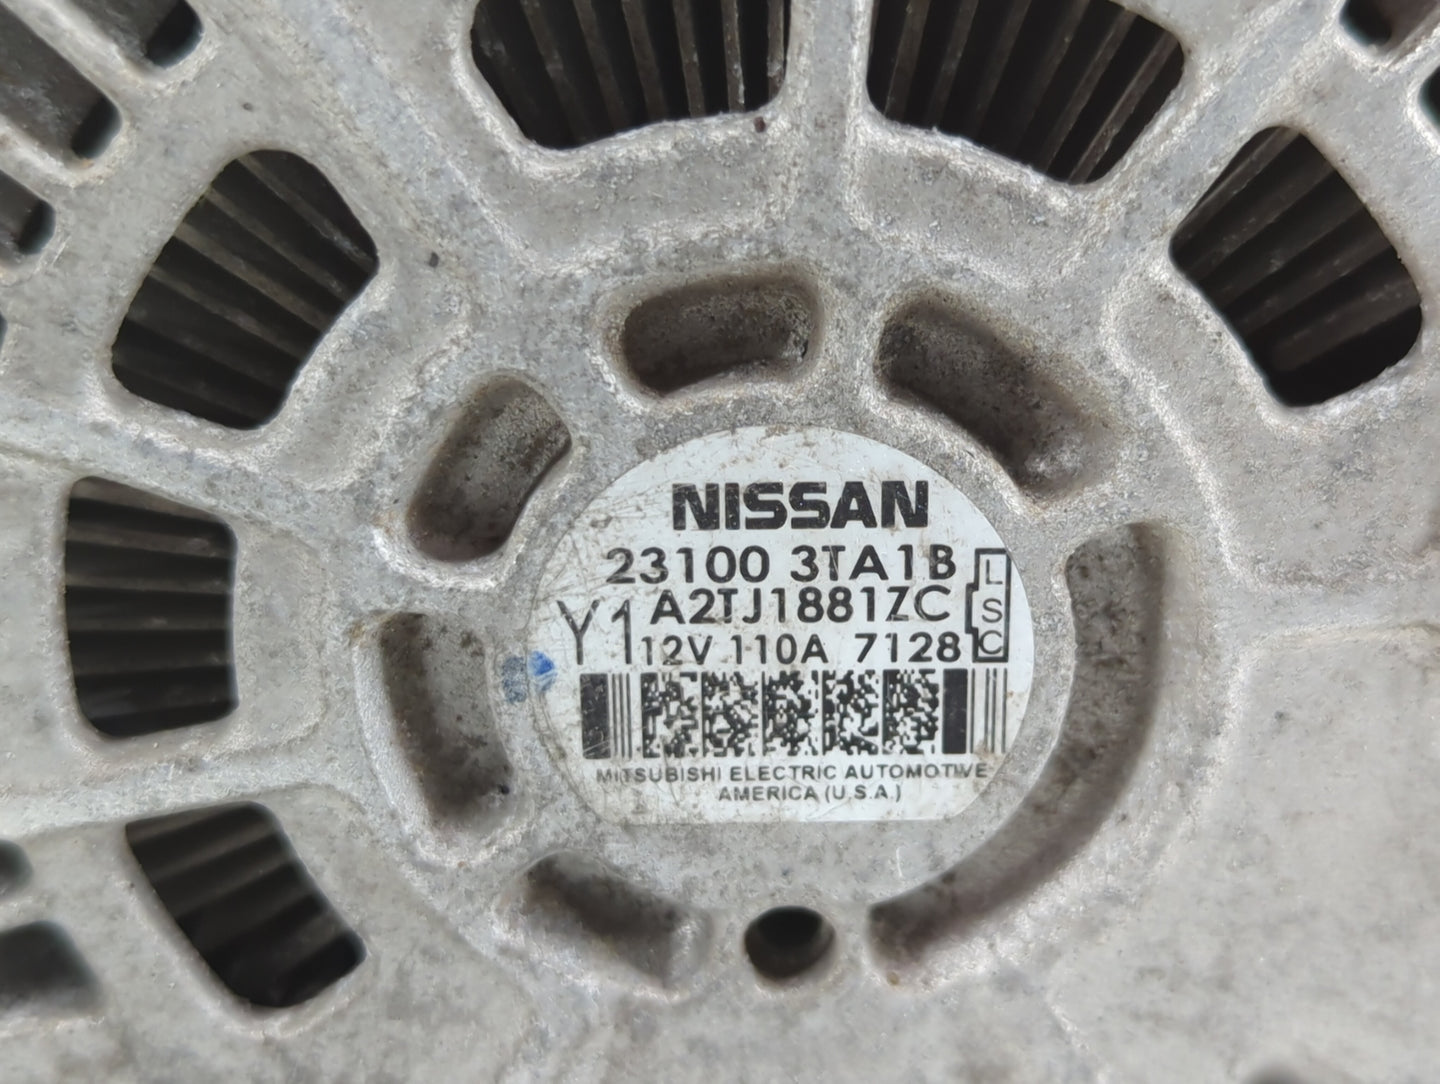 NISSAN
23100 3TA1B
Y1 A2TJ1881ZC
12V 110A 7128
L
S
C
MITSUBISHI ELECTRIC AUTOMOTIVE
AMERICA (U.S.A.)